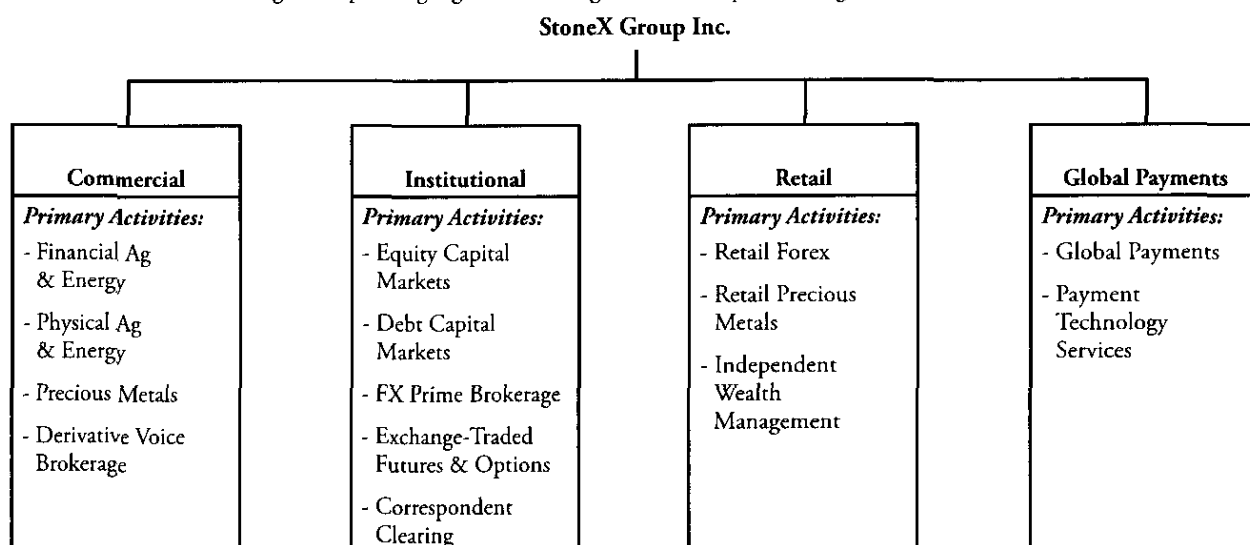 StoneX Group Inc.
Commercial
Primary Activities:
- Financial Ag
& Energy
- Physical Ag
& Energy
- Precious Metals
- Derivative Voice
Brokerage
Institutional
Primary Activities:
- Equity Capital
Markets
- Debt Capital
Markets
- FX Prime Brokerage
- Exchange-Traded
Futures & Options
- Correspondent
Clearing
Retail
Primary Activities:
- Retail Forex
- Retail Precious
Metals
- Independent
Wealth
Management
Global Payments
Primary Activities:
- Global Payments
- Payment
Technology
Services